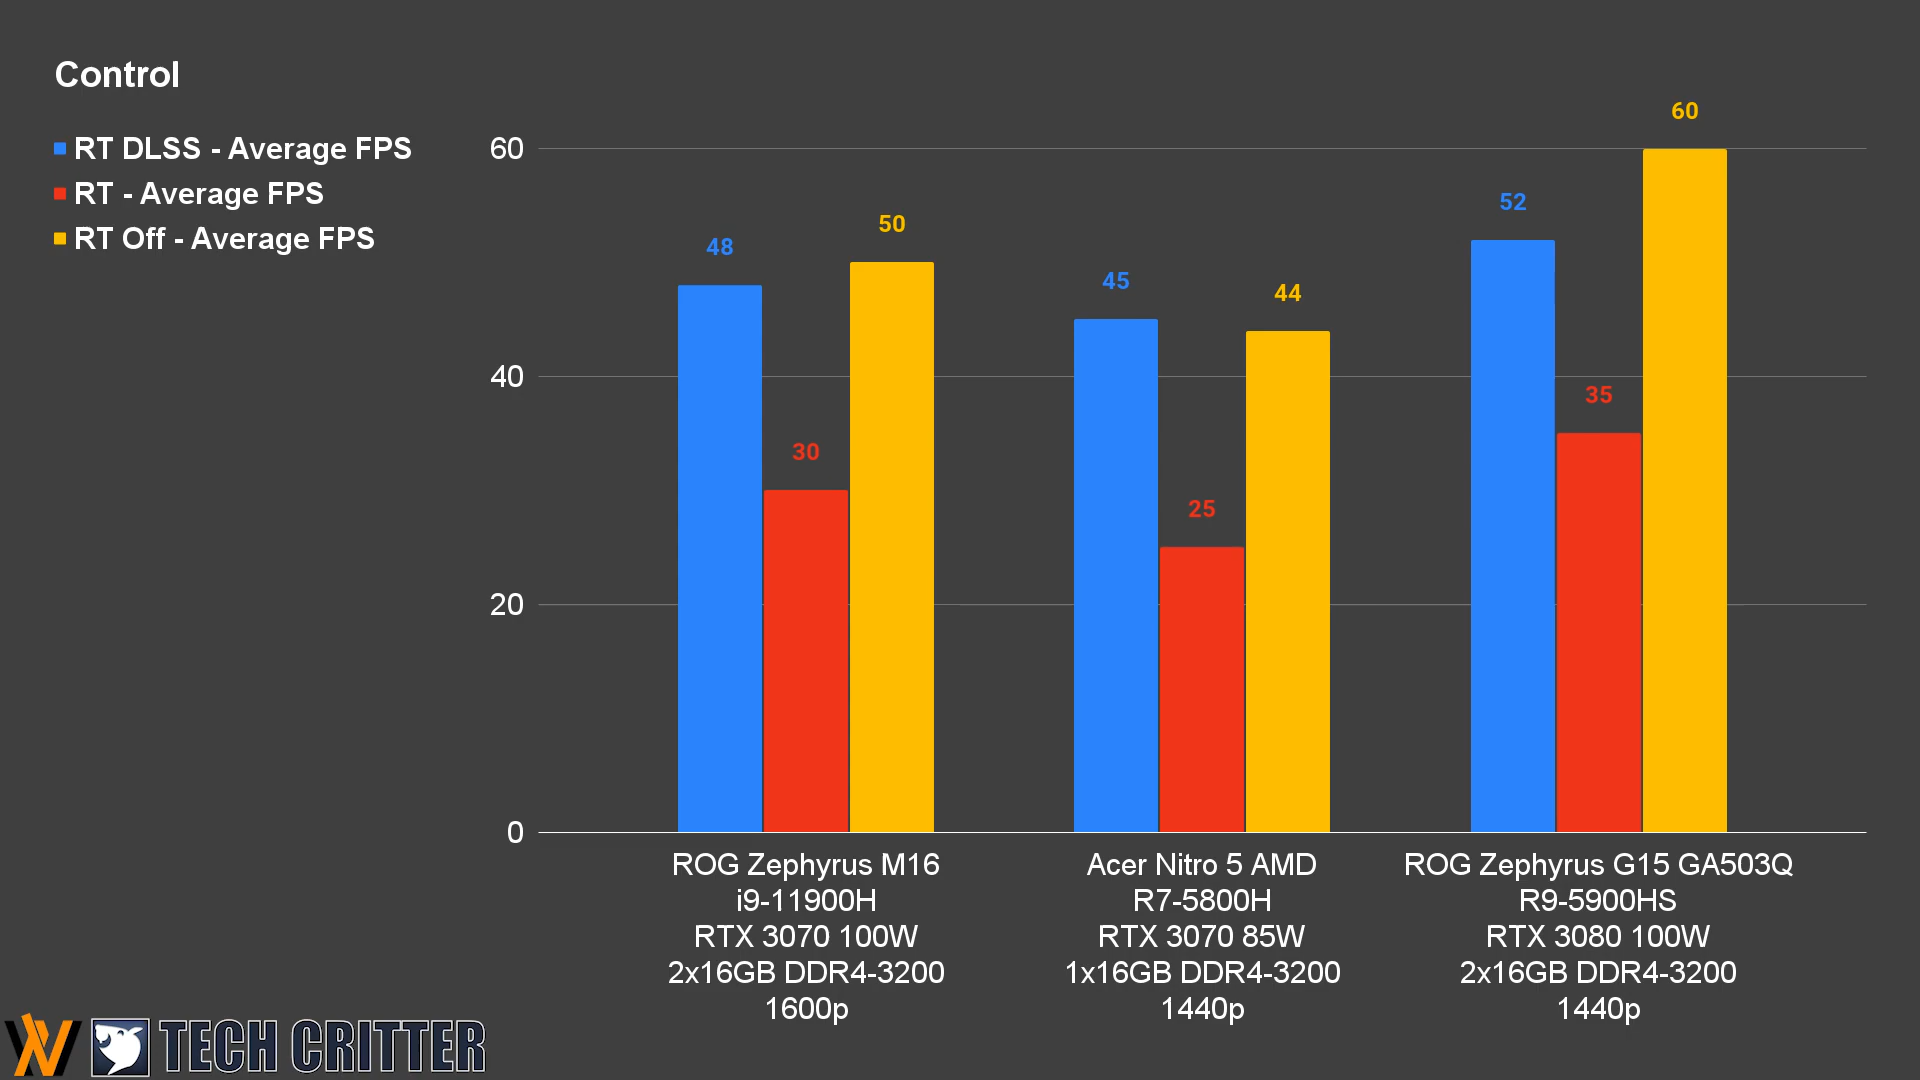 Control
RT DLSS - Average FPS
RT - Average FPS
RT Off - Average FPS
60
40
20
0
48
30
50
45
25
44
52
35
60
ROG Zephyrus M16
i9-11900H
RTX 3070 100W
2x16GB DDR4-3200
1600p
Acer Nitro 5 AMD
R7-5800H
RTX 3070 85W
1x16GB DDR4-3200
1440p
ROG Zephyrus G15 GA503Q
R9-5900HS
RTX 3080 100W
2x16GB DDR4-3200
1440p
TECH CRITTER